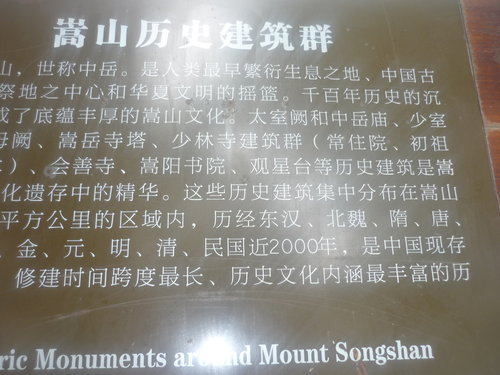 嵩山历史建筑群
山，世称中岳。是人类最早繁衍生息之地、中国古
祭地之中心和华夏文明的摇篮。千百年历史的沉
成了底蕴丰厚的嵩山文化。太室阙和中岳庙、少室
母阙、嵩岳寺塔、少林寺建筑群（常住院、初祖
）、会善寺、嵩阳书院、观星台等历史建筑是嵩
化遗存中的精华。这些历史建筑集中分布在嵩山
平方公里的区域内，历经东汉、北魏、隋、唐、
、金、元、明、清、民国近2000年，是中国现存
、修建时间跨度最长、历史文化内涵最丰富的历
ric Monuments around Mount Songshan